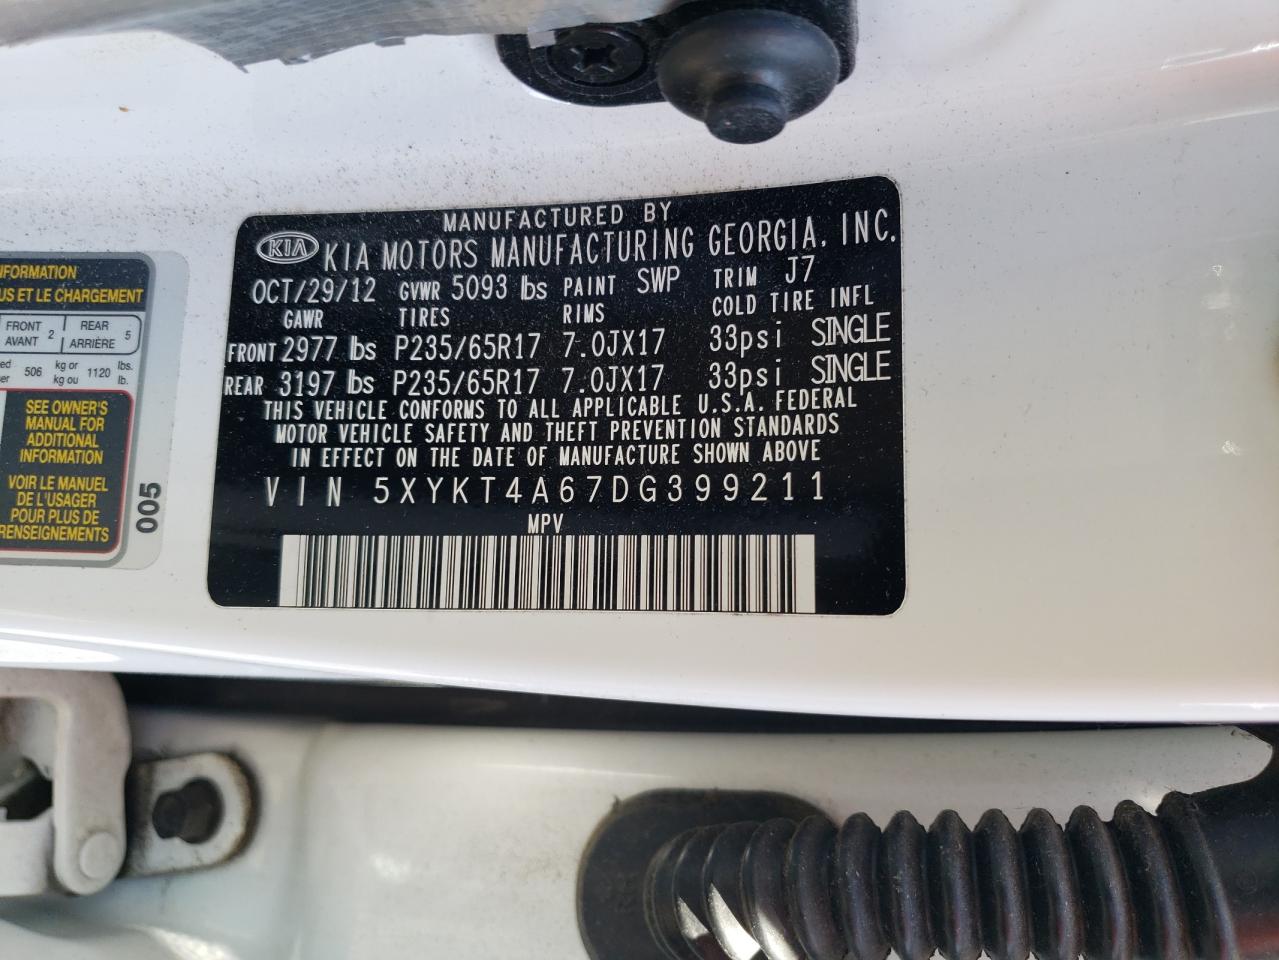 MANUFACTURED BY
KIA KIA MOTORS MANUFACTURING GEORGIA, INC.
OCT/29/12 GVWR 5093 lbs PAINT SWP TRIM J7
GAWR TIRES RIMS COLD TIRE INFL
FRONT 2977 lbs P235/65R17 7.0JX17 33psi SINGLE
REAR 3197 lbs P235/65R17 7.0JX17 33psi SINGLE
THIS VEHICLE CONFORMS TO ALL APPLICABLE U.S.A. FEDERAL
MOTOR VEHICLE SAFETY AND THEFT PREVENTION STANDARDS
IN EFFECT ON THE DATE OF MANUFACTURE SHOWN ABOVE
VIN 5XYKT4A67DG399211
MPV
INFORMATION
ET LE CHARGEMENT
FRONT 2 REAR 5
AVANT ARRIÈRE
506 kg or 1120 lbs.
kg ou lb.
SEE OWNER'S
MANUAL FOR
ADDITIONAL
INFORMATION
VOIR LE MANUEL
DE L'USAGER
POUR PLUS DE
RENSEIGNEMENTS
005